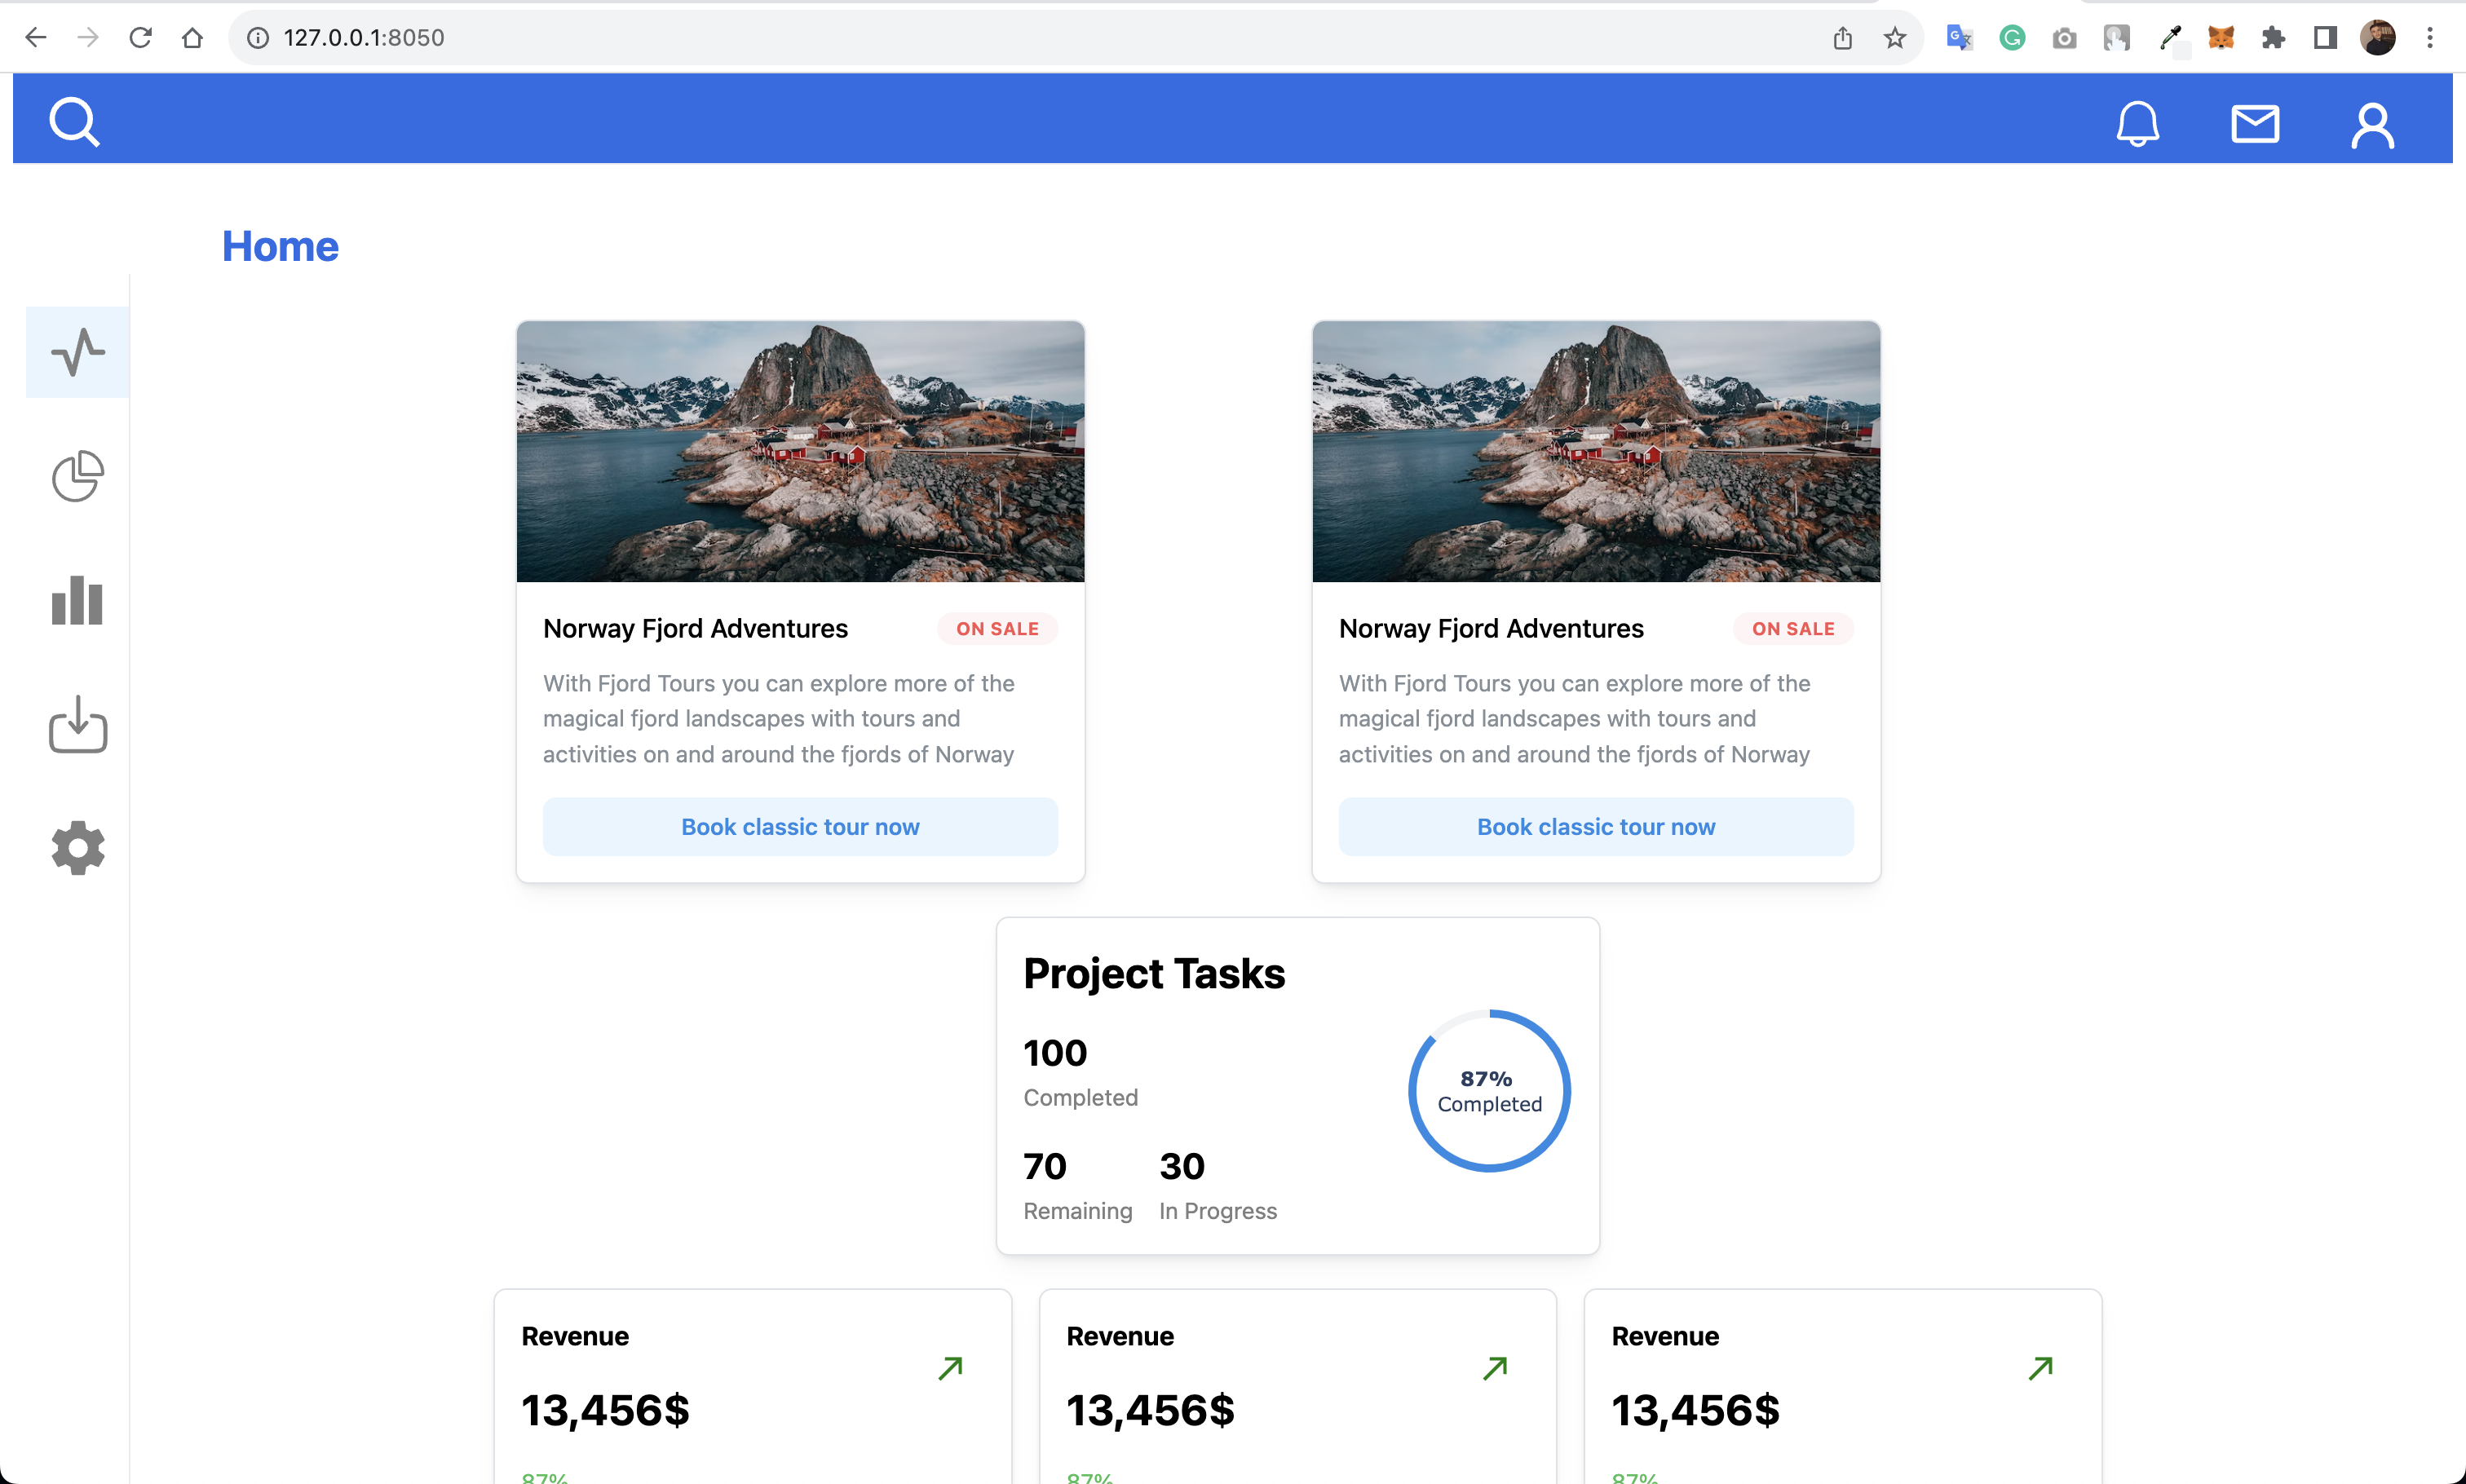 127.0.0.1:8050
Home
Norway Fjord Adventures ON SALE
With Fjord Tours you can explore more of the
magical fjord landscapes with tours and
activities on and around the fjords of Norway
Book classic tour now
Norway Fjord Adventures ON SALE
With Fjord Tours you can explore more of the
magical fjord landscapes with tours and
activities on and around the fjords of Norway
Book classic tour now
Project Tasks
100
Completed
70
Remaining
30
In Progress
87%
Completed
Revenue
13,456$
87%
Revenue
13,456$
87%
Revenue
13,456$
87%